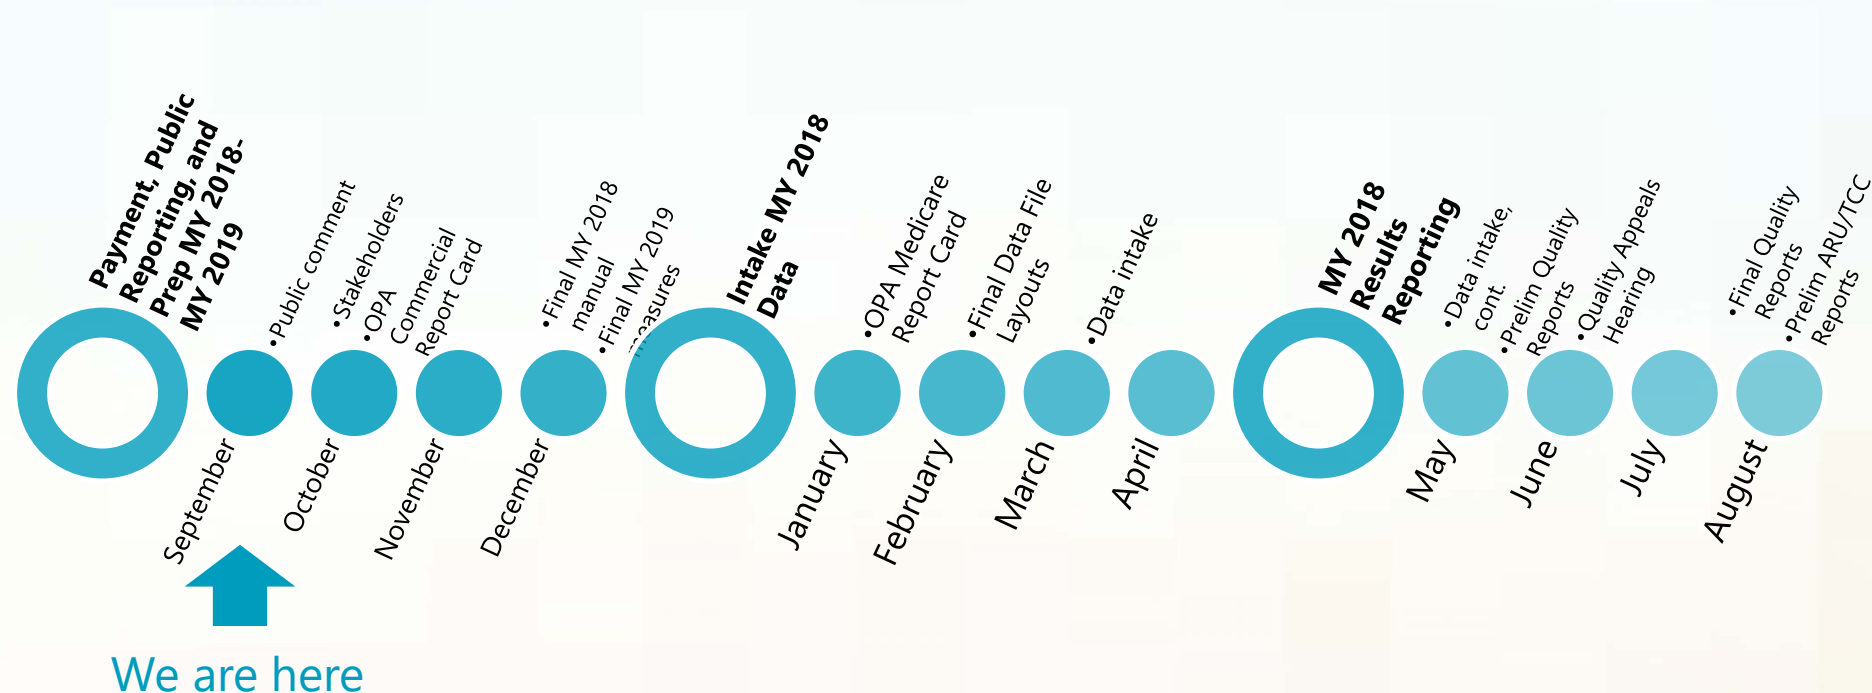 Payment, Public
Reporting, and
Prep MY 2018-
MY 2019
September
•Public comment
October
•Stakeholders
•OPA
Commercial
Report Card
November
December
•Final MY 2018
manual
•Final MY 2019
measures
Intake MY 2018
Data
January
•OPA Medicare
Report Card
February
•Final Data File
Layouts
March
•Data intake
April
MY 2018
Results
Reporting
May
•Data intake,
cont.
•Prelim Quality
Reports
June
•Quality Appeals
Hearing
July
August
•Final Quality
Reports
•Prelim ARU/TCC
Reports
We are here